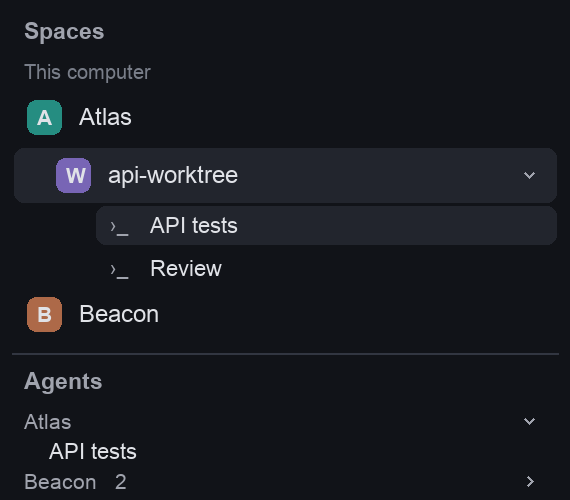 Spaces
This computer
A Atlas
W api-worktree
›_ API tests
›_ Review
B Beacon
Agents
Atlas
API tests
Beacon 2